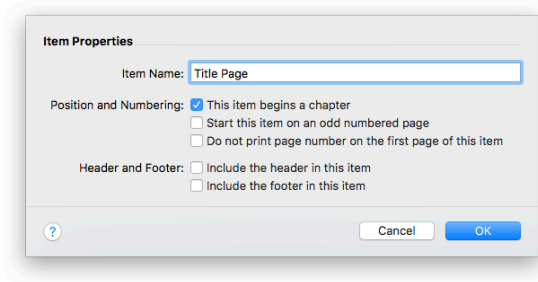 Item Properties
Item Name: Title Page
Position and Numbering: This item begins a chapter
Start this item on an odd numbered page
Do not print page number on the first page of this item
Header and Footer: Include the header in this item
Include the footer in this item
? Cancel OK